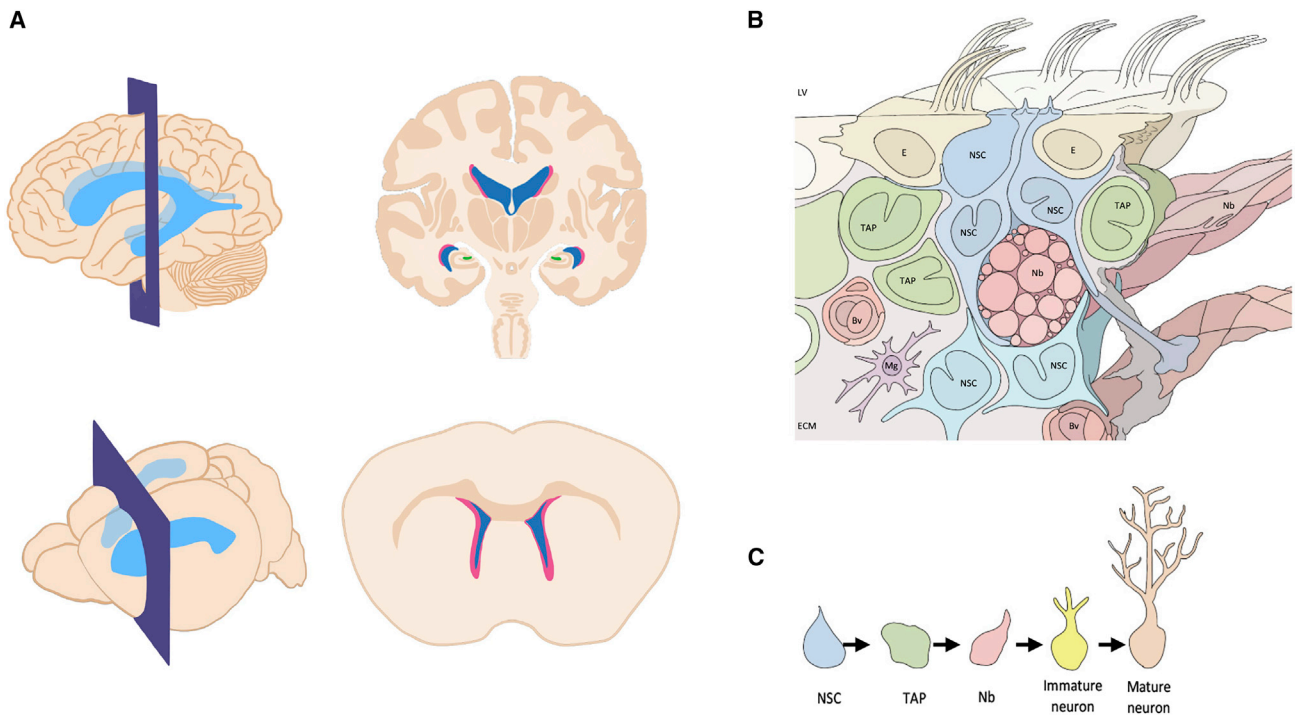 A
B
LV
E
NSC
E
TAP
NSC
TAP
Nb
NSC
TAP
Nb
Bv
Mg
NSC
NSC
ECM
Bv
C
NSC
TAP
Nb
Immature
neuron
Mature
neuron